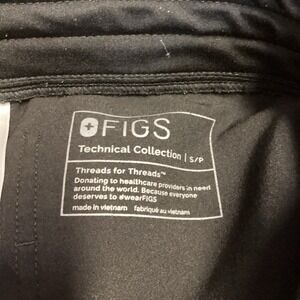 FIGS
Technical Collection | S/P
Threads for Threads™
Donating to healthcare providers in need
around the world. Because everyone
deserves to #wearFIGS
made in vietnam fabriqué au vietnam